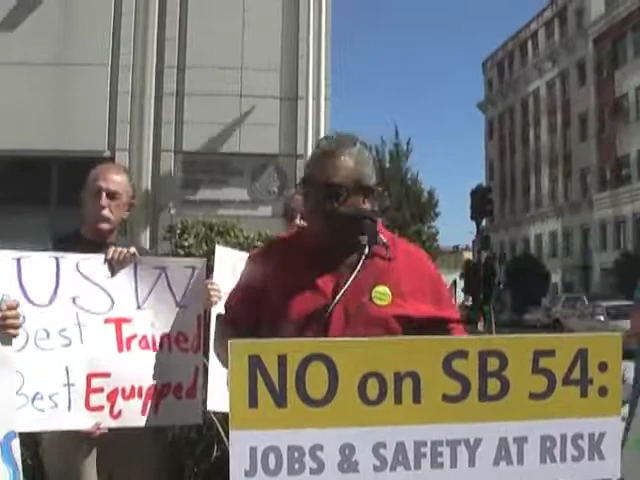 USW
Best Trained
Best Equipped
NO on SB 54:
JOBS & SAFETY AT RISK